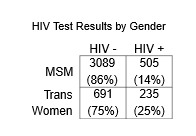 HIV Test Results by Gender
HIV - HIV +
MSM 3089 505
(86%) (14%)
Trans 691 235
Women (75%) (25%)